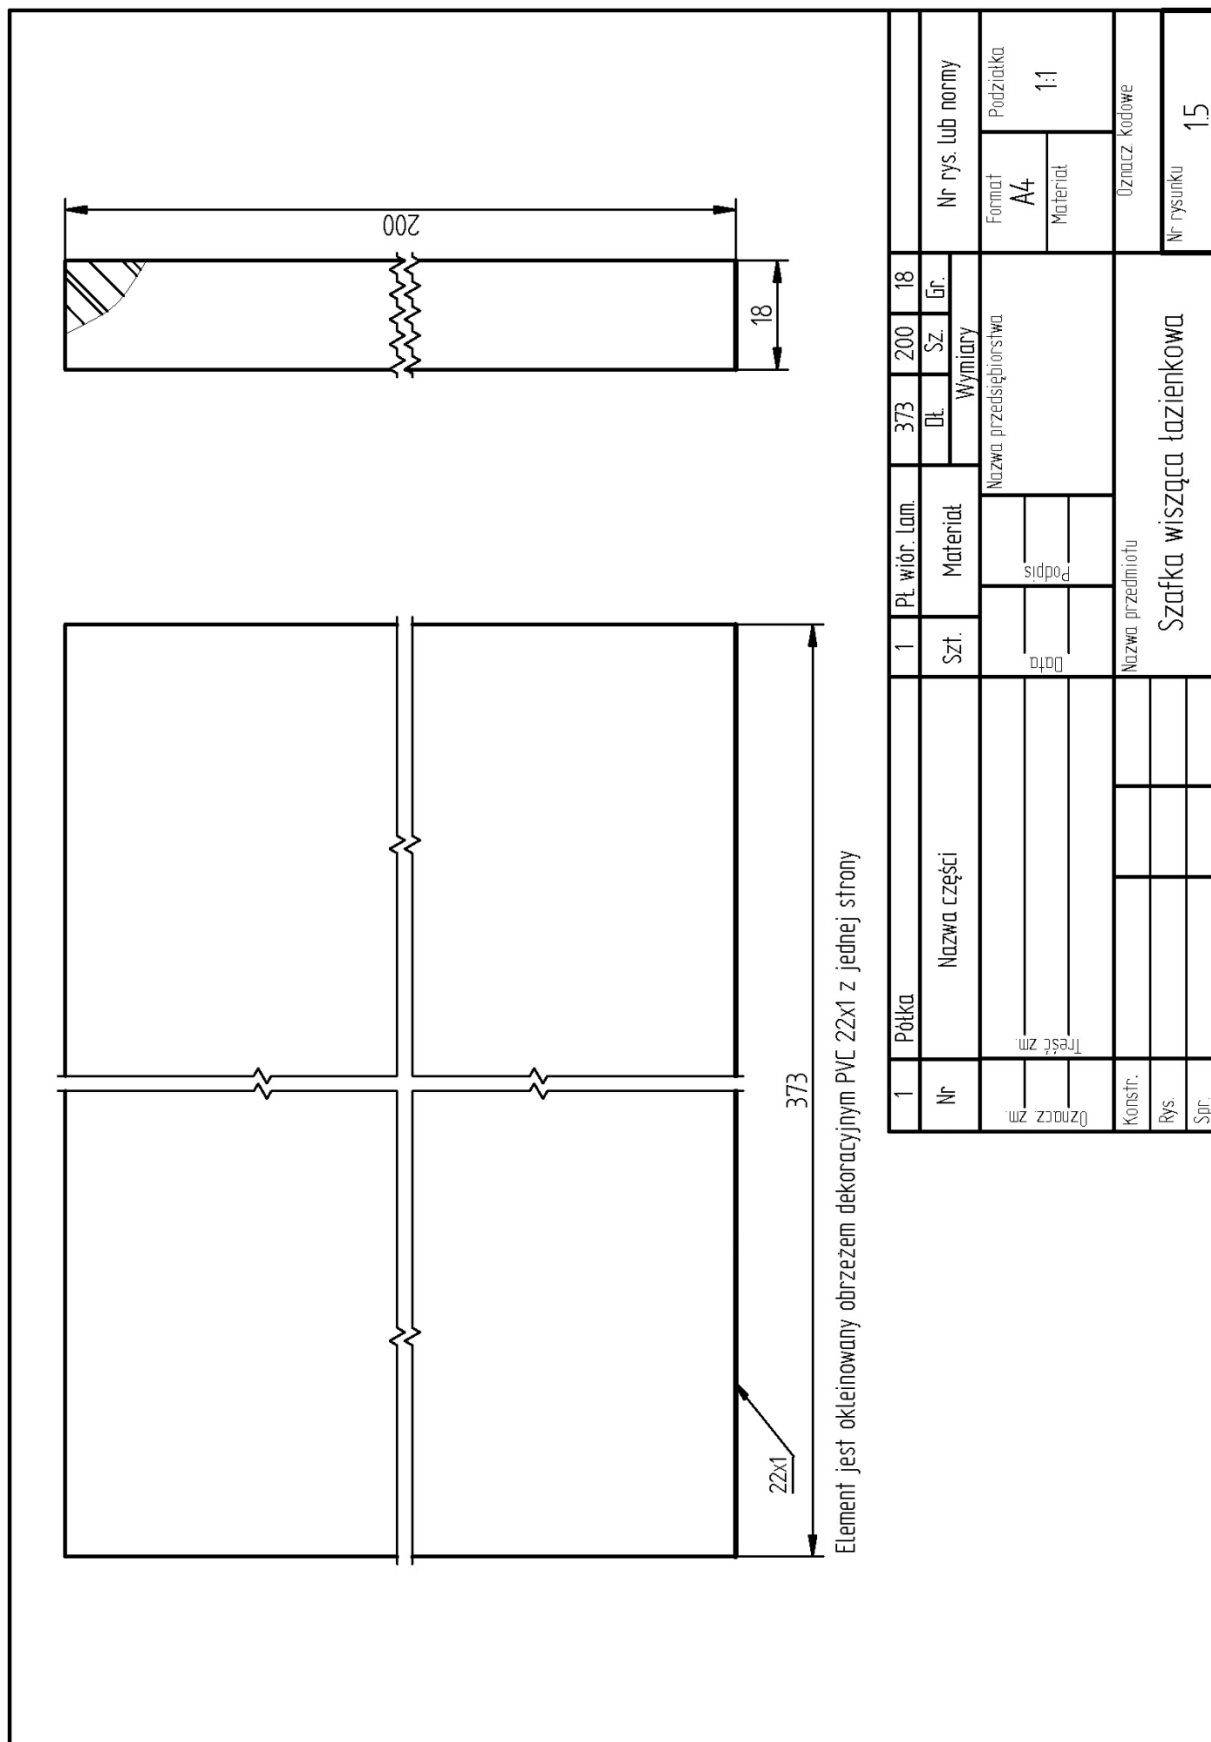 200
18
373
22x1
Element jest okleinowany obrzeżem dekoracyjnym PVC 22x1 z jednej strony
1 Półka 1 Pł. wiór. lam. 373 200 18
Nr Nazwa części Szt. Materiał Dł. Sz. Gr. Nr rys. lub normy
Wymiary
Oznacz. zm. Treść zm. Data Podpis
Nazwa przedsiębiorstwa
Format
A4
Podziałka
1:1
Materiał
Konstr.
Rys.
Spr.
Nazwa przedmiotu
Szafka wisząca łazienkowa
Oznacz. kodowe
Nr rysunku
1.5